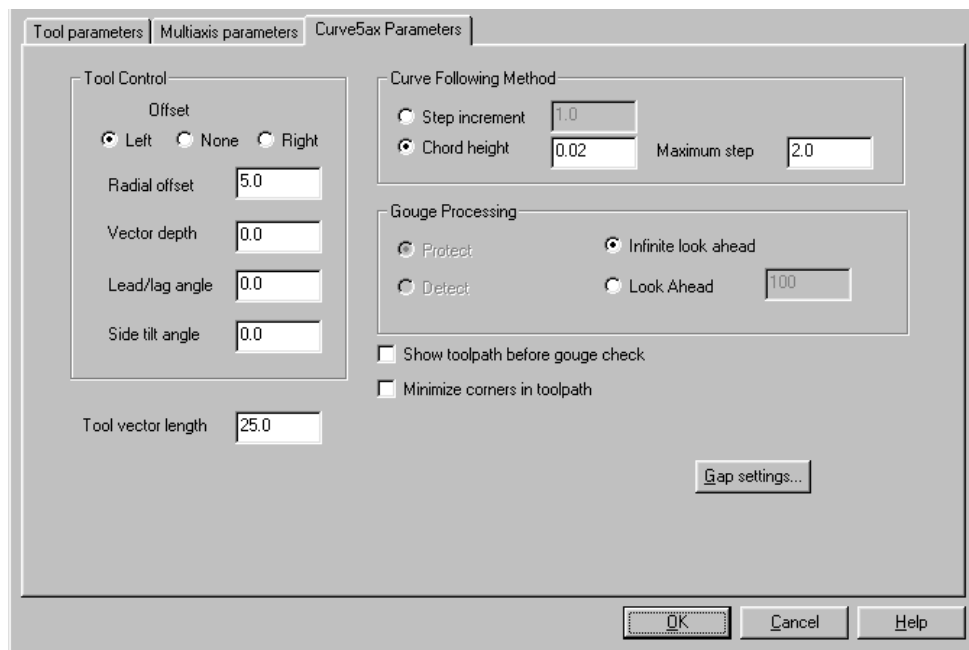 Tool parameters
Multiaxis parameters
Curve5ax Parameters
Tool Control
Offset
Left
None
Right
Radial offset
5.0
Vector depth
0.0
Lead/lag angle
0.0
Side tilt angle
0.0
Tool vector length
25.0
Curve Following Method
Step increment
1.0
Chord height
0.02
Maximum step
2.0
Gouge Processing
Protect
Infinite look ahead
Detect
Look Ahead
100
Show toolpath before gouge check
Minimize corners in toolpath
Gap settings...
OK
Cancel
Help